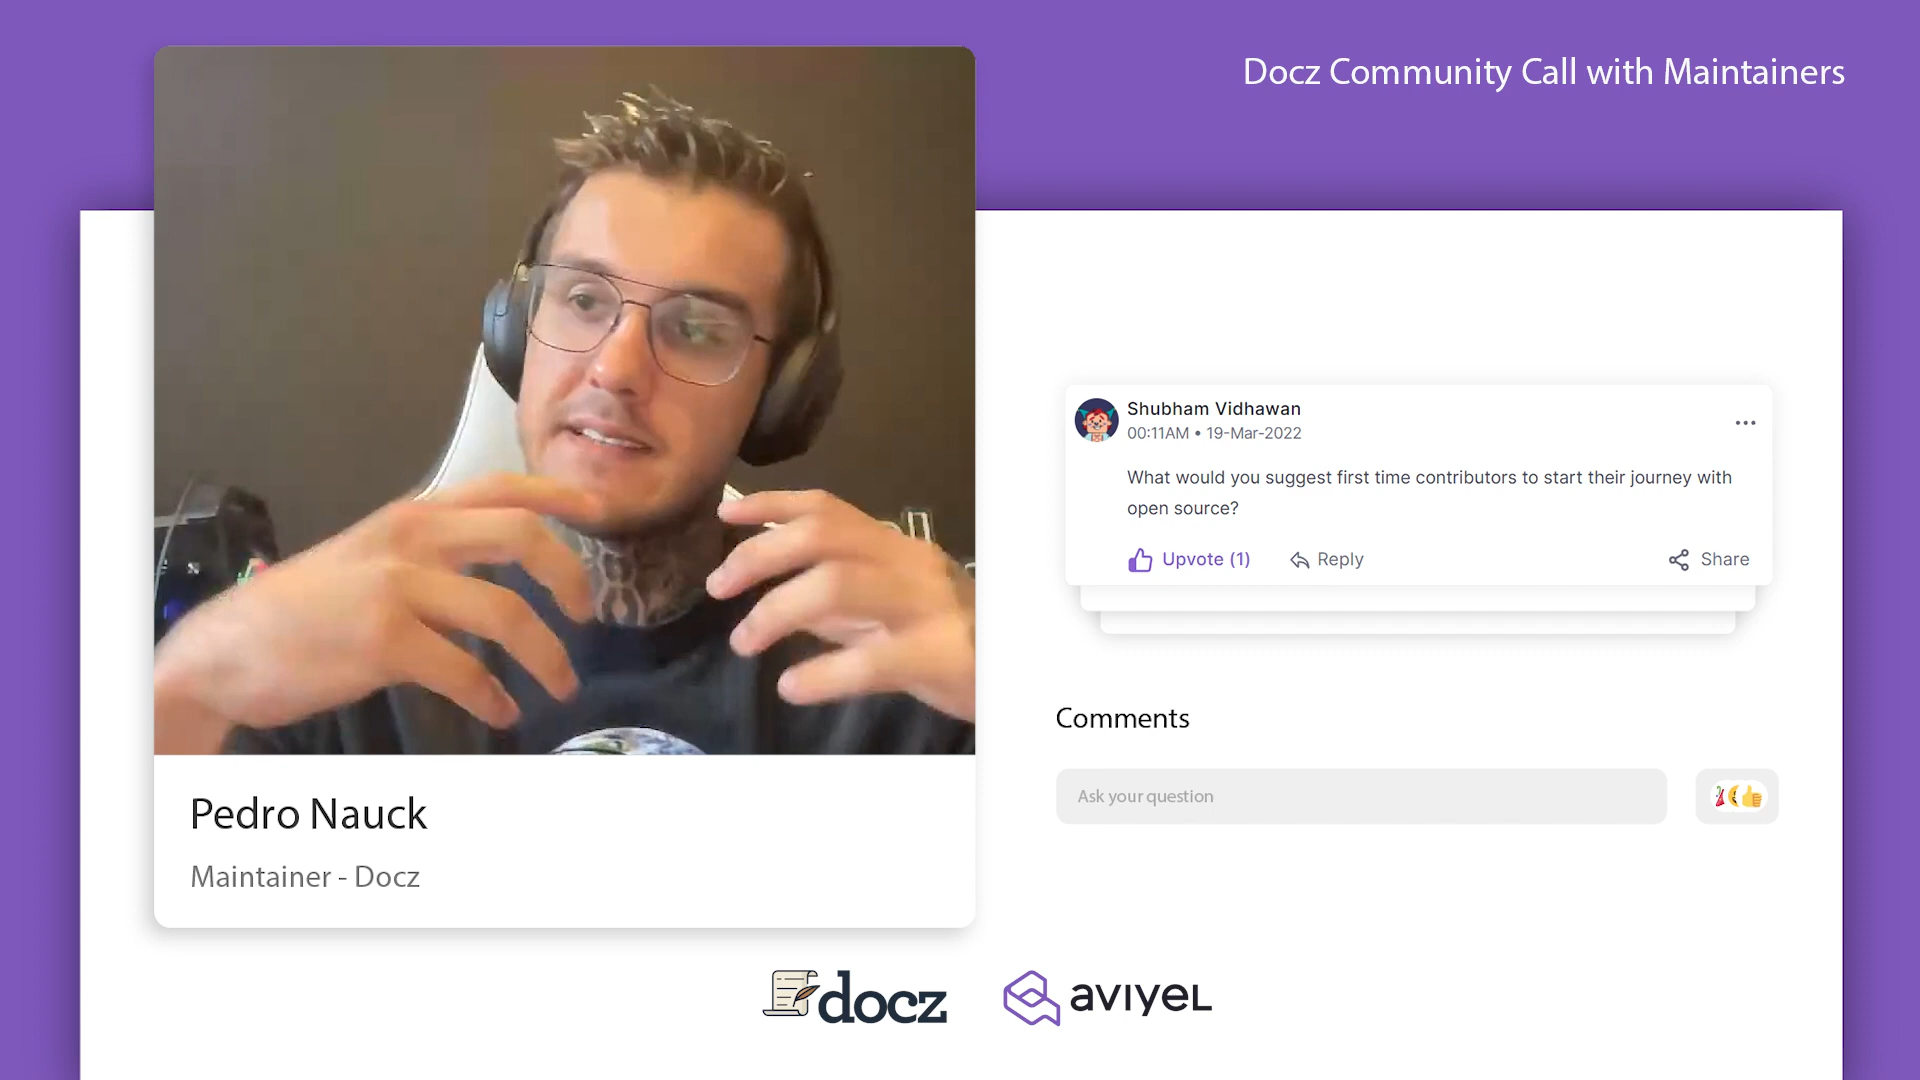 Docz Community Call with Maintainers
Shubham Vidhawan
00:11AM • 19-Mar-2022
What would you suggest first time contributors to start their journey with
open source?
Upvote (1)
Reply
Share
Comments
Ask your question
Pedro Nauck
Maintainer - Docz
docz
aviyel